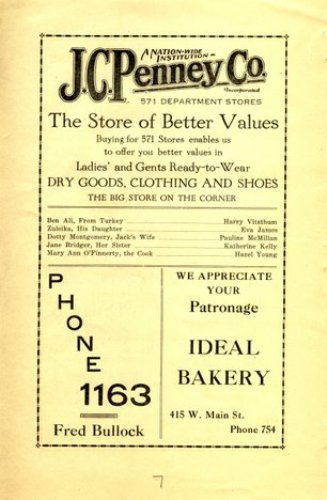 A NATION-WIDE
INSTITUTION-
J.C.Penney Co.
Incorporated
571 DEPARTMENT STORES
The Store of Better Values
Buying for 571 Stores enables us
to offer you better values in
Ladies' and Gents Ready-to-Wear
DRY GOODS, CLOTHING AND SHOES
THE BIG STORE ON THE CORNER
Ben Ali, From Turkey Harry Vitatham
Zuleika, His Daughter Eva James
Dotty Montgomery, Jack's Wife Pauline McMillan
Jane Bridger, Her Sister Katherine Kelly
Mary Ann O'Finnerty, the Cook Hazel Young
PHONE
1163
Fred Bullock
WE APPRECIATE
YOUR
Patronage
IDEAL
BAKERY
415 W. Main St.
Phone 754
7